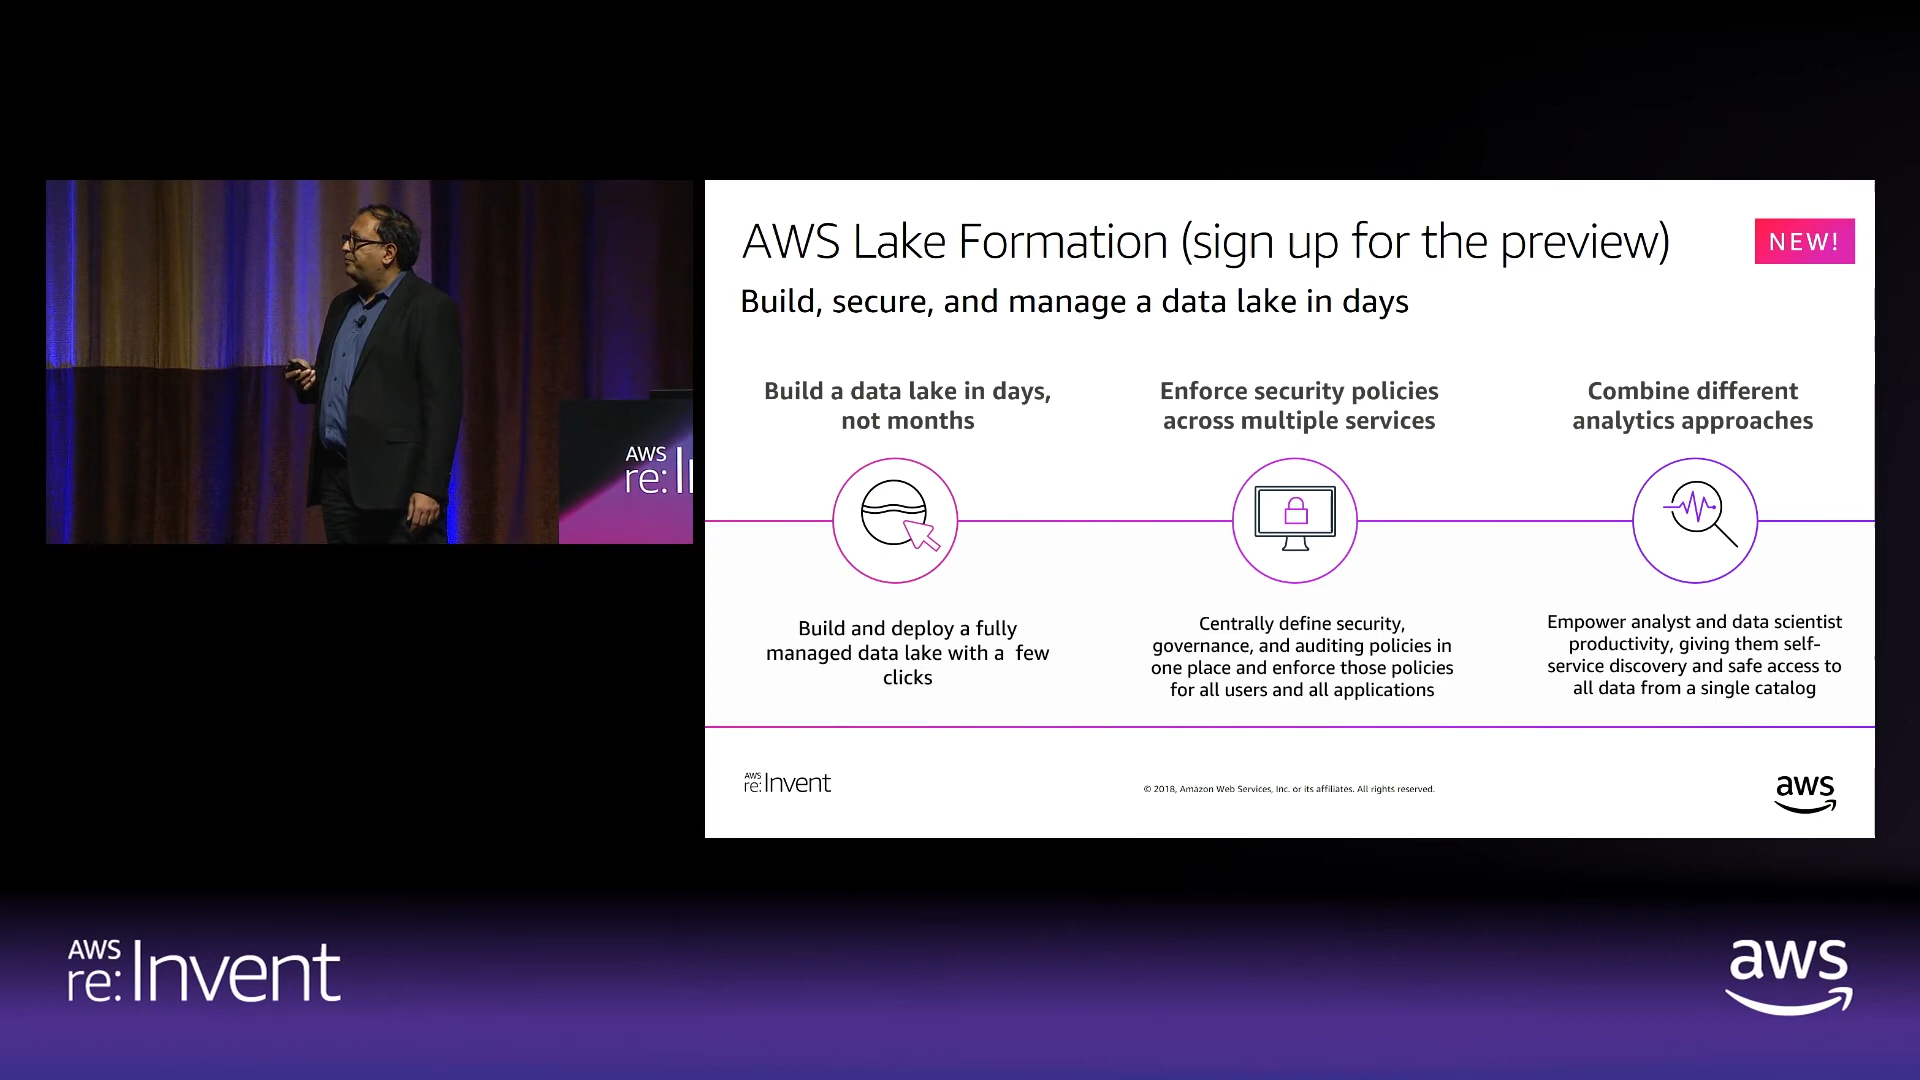 AWS
re:I
AWS Lake Formation (sign up for the preview)
NEW!
Build, secure, and manage a data lake in days
Build a data lake in days,
not months
Enforce security policies
across multiple services
Combine different
analytics approaches
Build and deploy a fully
managed data lake with a  few
clicks
Centrally define security,
governance, and auditing policies in
one place and enforce those policies
for all users and all applications
Empower analyst and data scientist
productivity, giving them self-
service discovery and safe access to
all data from a single catalog
AWS
re:Invent
© 2018, Amazon Web Services, Inc. or its affiliates. All rights reserved.
aws
AWS
re:Invent
aws